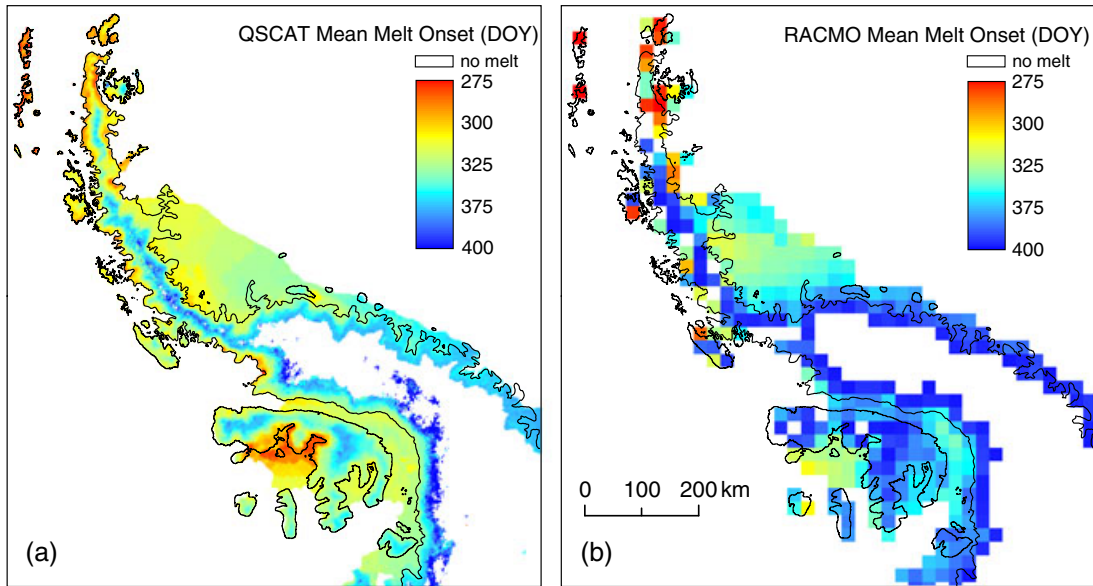 QSCAT Mean Melt Onset (DOY)
no melt
275
300
325
375
400
(a)
RACMO Mean Melt Onset (DOY)
no melt
275
300
325
375
400
0 100 200 km
(b)